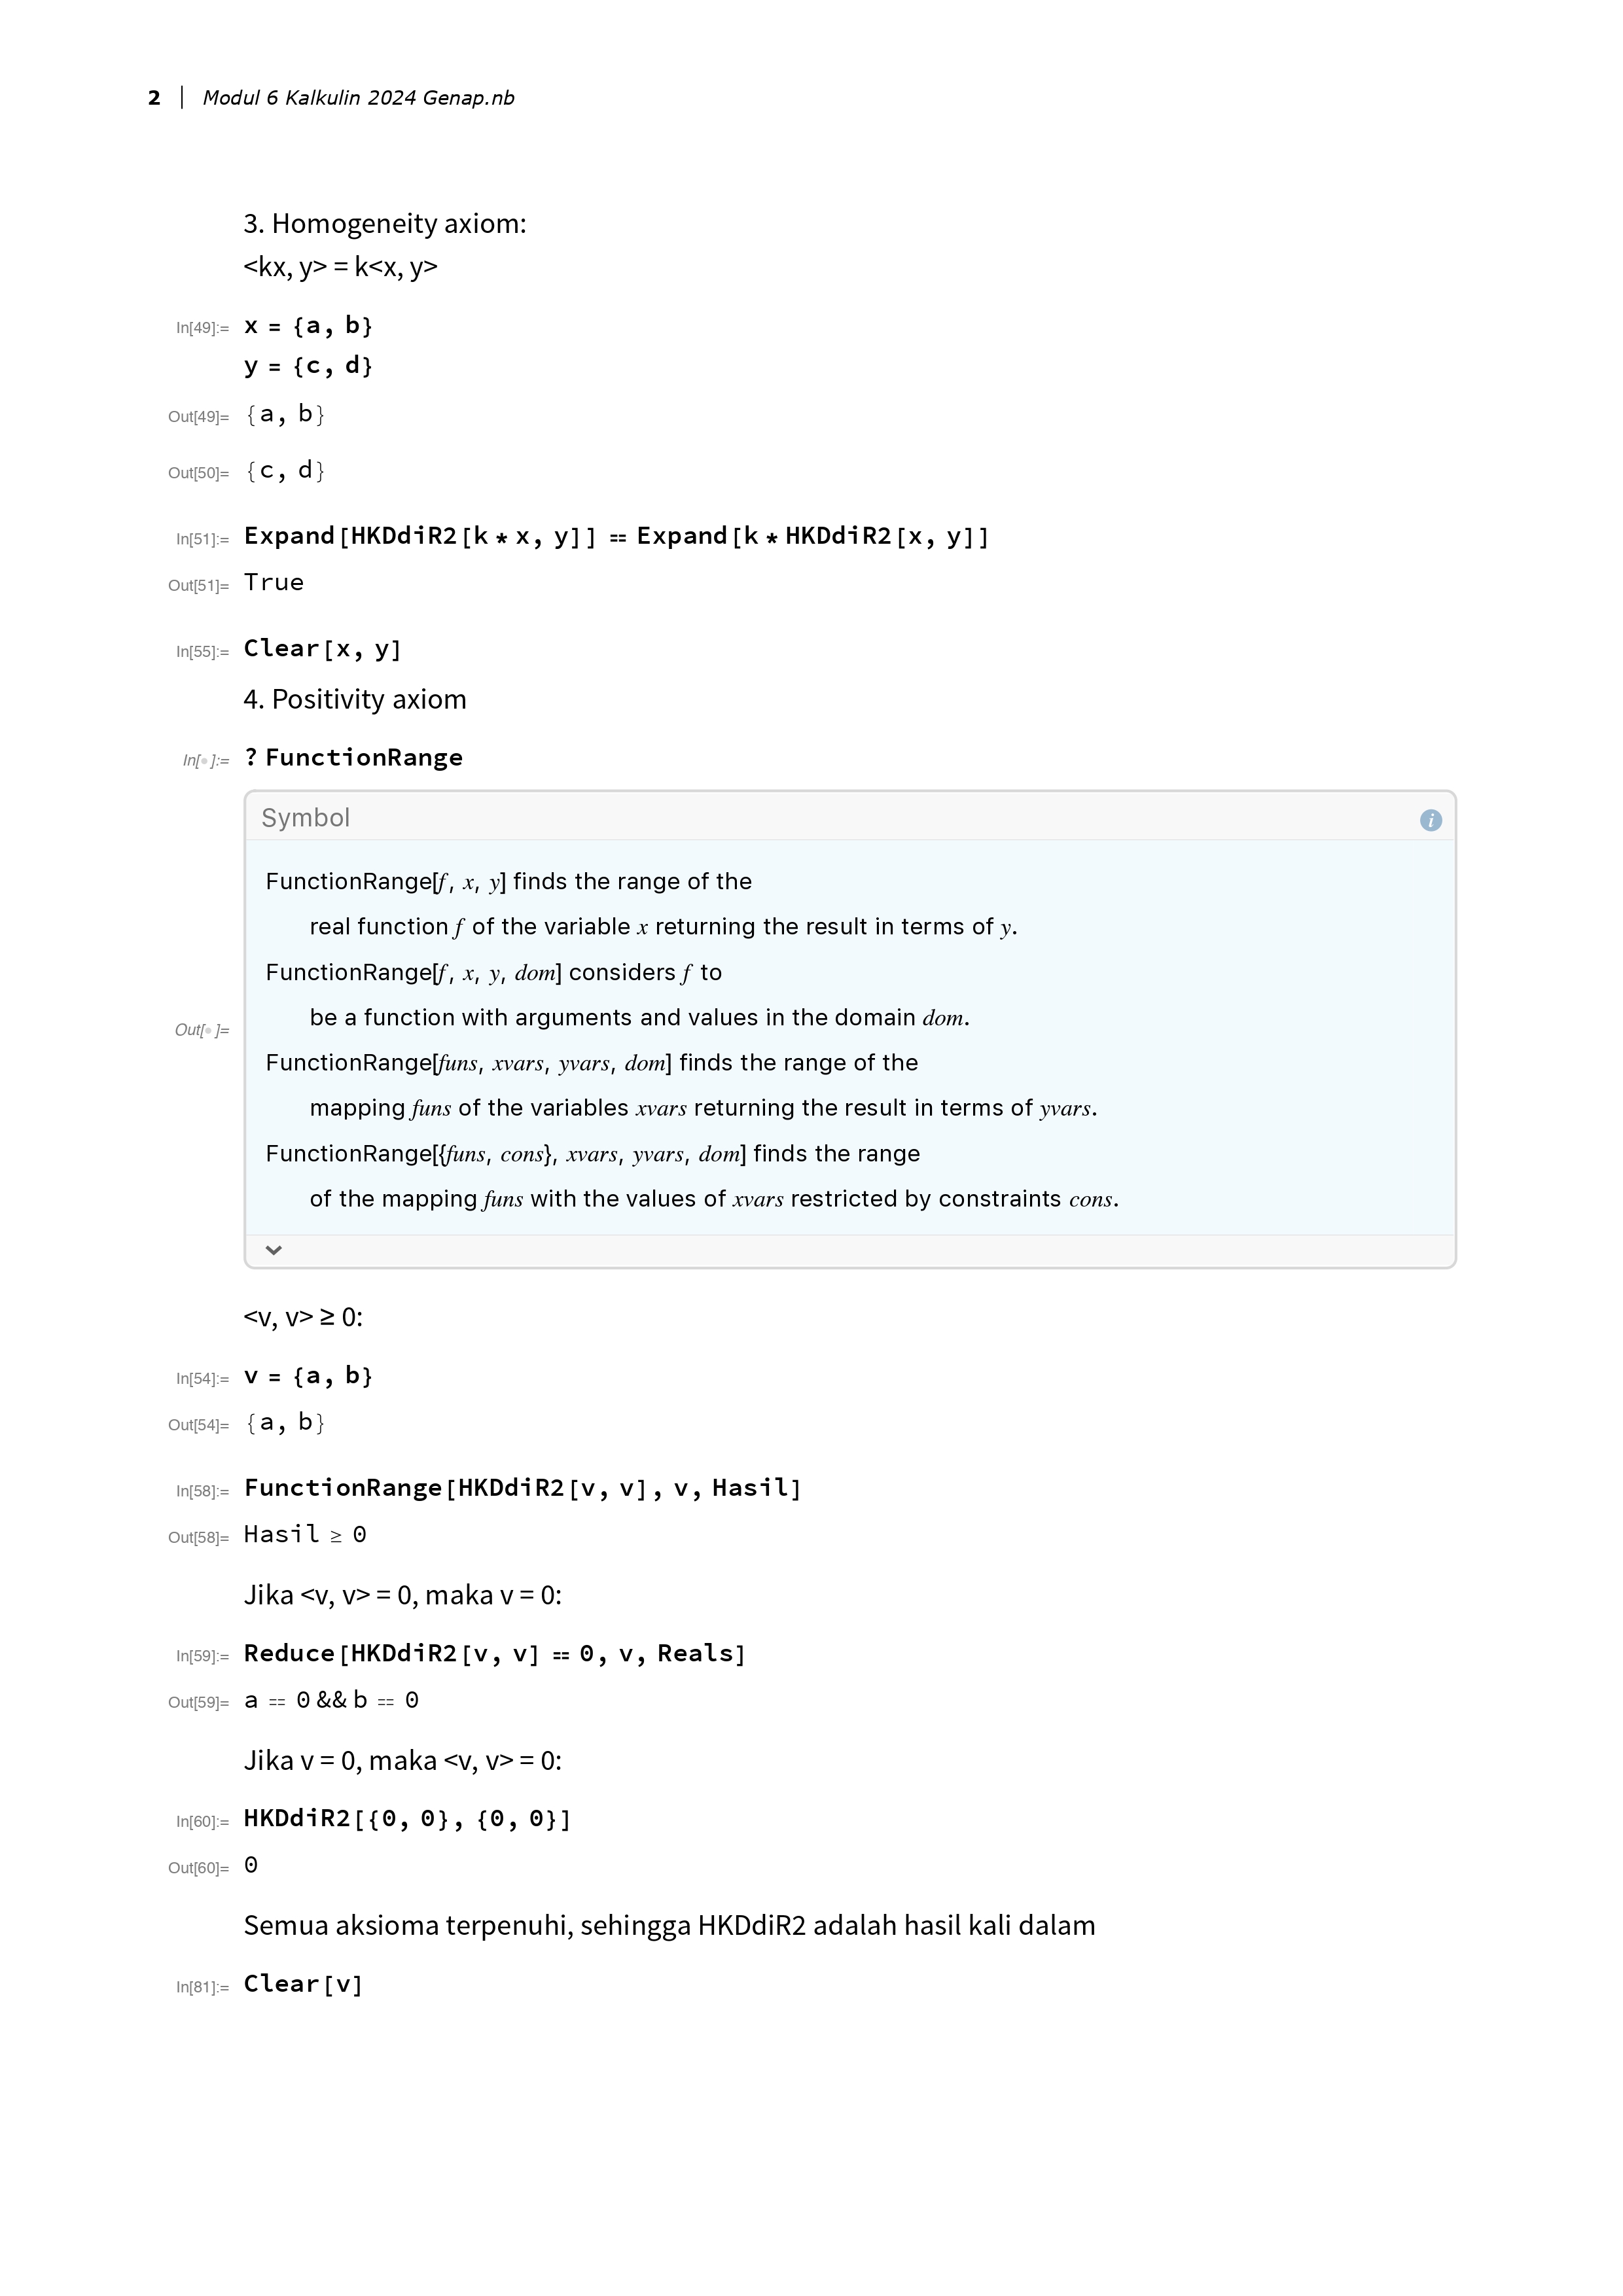 2 | Modul 6 Kalkulin 2024 Genap.nb
3. Homogeneity axiom:
<kx, y> = k<x, y>
In[49]:= x = {a, b}
y = {c, d}
Out[49]= {a, b}
Out[50]= {c, d}
In[51]:= Expand[HKDdiR2[k * x, y]] == Expand[k * HKDdiR2[x, y]]
Out[51]= True
In[55]:= Clear[x, y]
4. Positivity axiom
In[•]:= ? FunctionRange
Symbol i
FunctionRange[f, x, y] finds the range of the
real function f of the variable x returning the result in terms of y.
FunctionRange[f, x, y, dom] considers f to
be a function with arguments and values in the domain dom.
Out[•]=
FunctionRange[funs, xvars, yvars, dom] finds the range of the
mapping funs of the variables xvars returning the result in terms of yvars.
FunctionRange[{funs, cons}, xvars, yvars, dom] finds the range
of the mapping funs with the values of xvars restricted by constraints cons.
<v, v> ≥ 0:
In[54]:= v = {a, b}
Out[54]= {a, b}
In[58]:= FunctionRange[HKDdiR2[v, v], v, Hasil]
Out[58]= Hasil ≥ 0
Jika <v, v> = 0, maka v = 0:
In[59]:= Reduce[HKDdiR2[v, v] == 0, v, Reals]
Out[59]= a == 0 && b == 0
Jika v = 0, maka <v, v> = 0:
In[60]:= HKDdiR2[{0, 0}, {0, 0}]
Out[60]= 0
Semua aksioma terpenuhi, sehingga HKDdiR2 adalah hasil kali dalam
In[81]:= Clear[v]